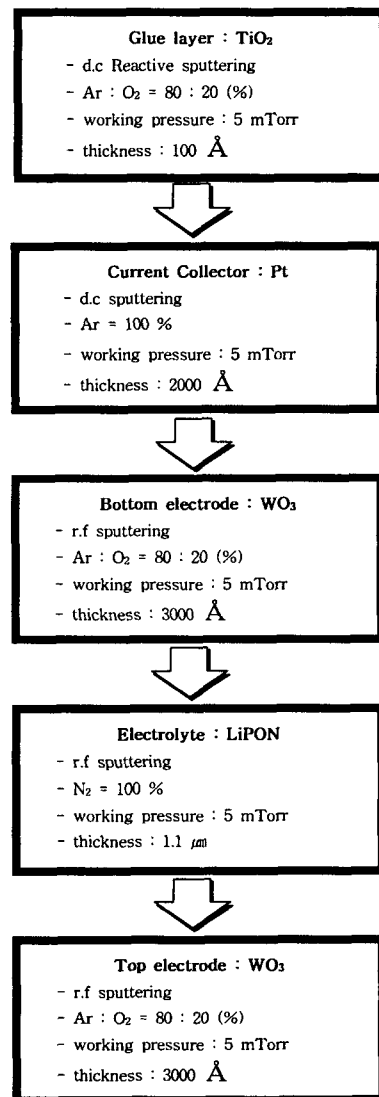 Glue layer : TiO₂
- d.c Reactive sputtering
- Ar : O₂ = 80 : 20 (%)
- working pressure : 5 mTorr
- thickness : 100 Å
Current Collector : Pt
- d.c sputtering
- Ar = 100 %
- working pressure : 5 mTorr
- thickness : 2000 Å
Bottom electrode : WO₃
- r.f sputtering
- Ar : O₂ = 80 : 20 (%)
- working pressure : 5 mTorr
- thickness : 3000 Å
Electrolyte : LiPON
- r.f sputtering
- N₂ = 100 %
- working pressure : 5 mTorr
- thickness : 1.1 ㎛
Top electrode : WO₃
- r.f sputtering
- Ar : O₂ = 80 : 20 (%)
- working pressure : 5 mTorr
- thickness : 3000 Å